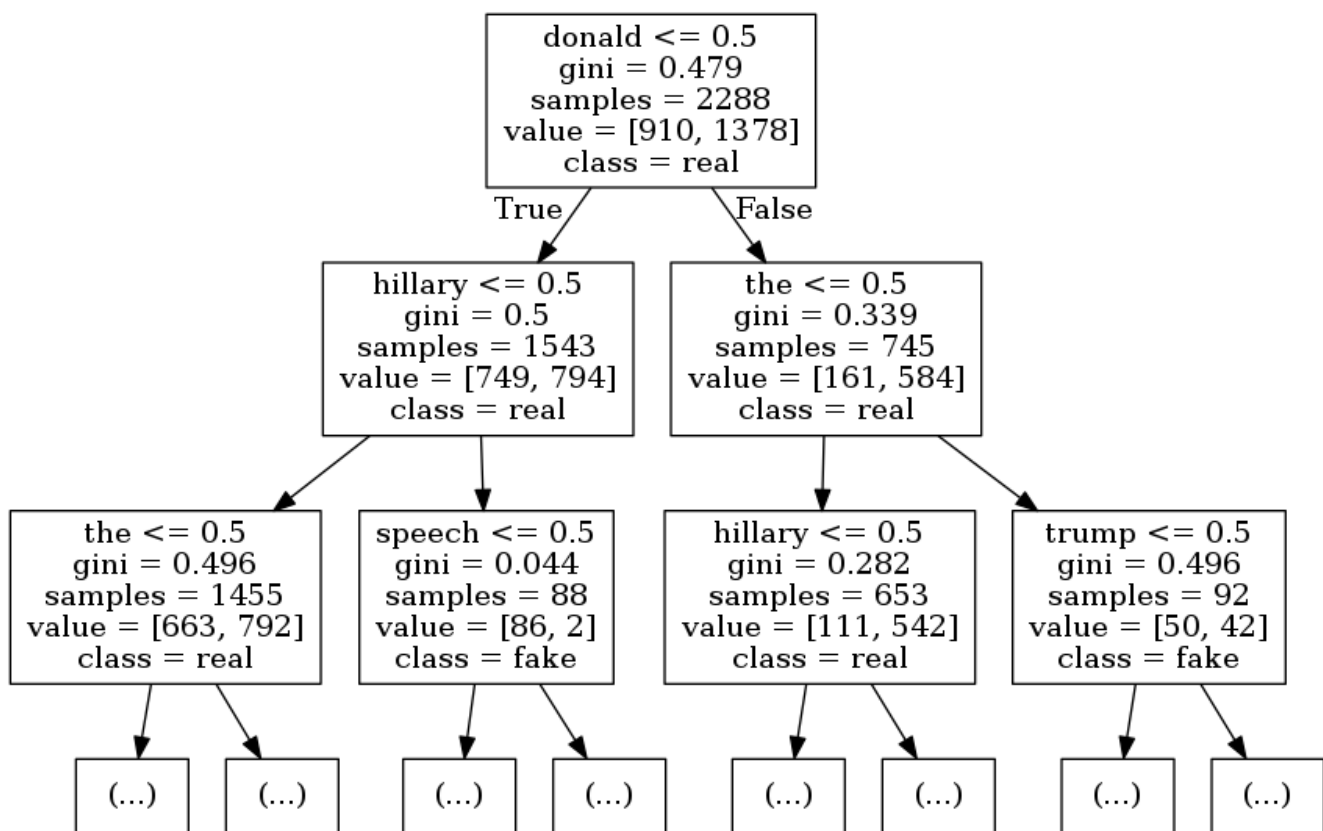 donald <= 0.5
gini = 0.479
samples = 2288
value = [910, 1378]
class = real
True
False
hillary <= 0.5
gini = 0.5
samples = 1543
value = [749, 794]
class = real
the <= 0.5
gini = 0.339
samples = 745
value = [161, 584]
class = real
the <= 0.5
gini = 0.496
samples = 1455
value = [663, 792]
class = real
speech <= 0.5
gini = 0.044
samples = 88
value = [86, 2]
class = fake
hillary <= 0.5
gini = 0.282
samples = 653
value = [111, 542]
class = real
trump <= 0.5
gini = 0.496
samples = 92
value = [50, 42]
class = fake
(...)
(...)
(...)
(...)
(...)
(...)
(...)
(...)